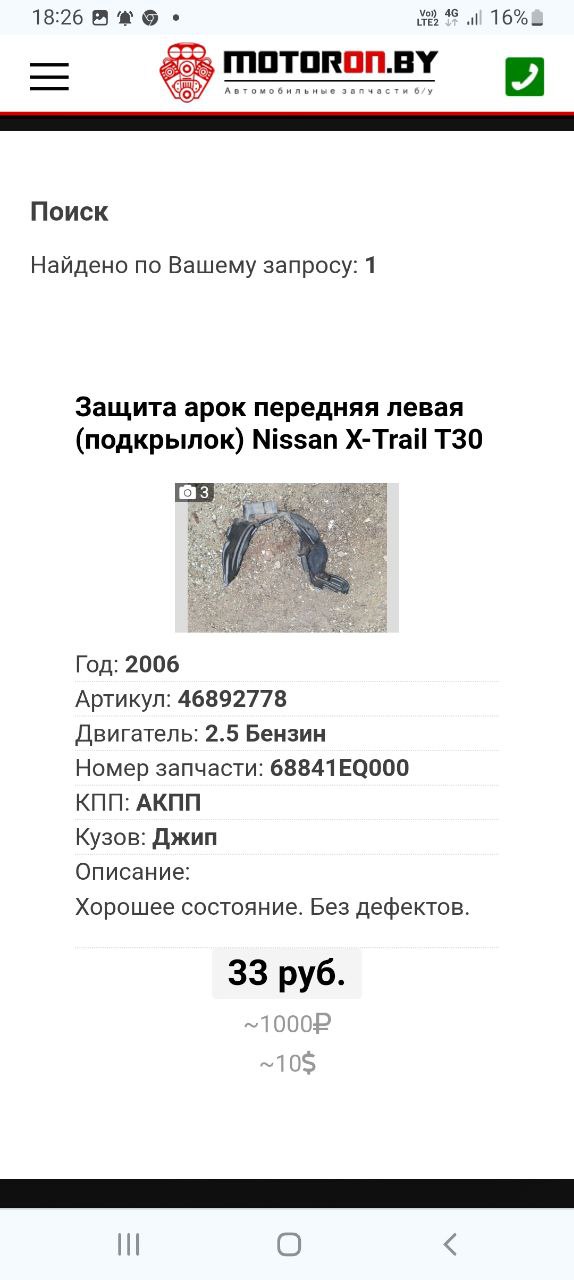 18:26
Vo)) LTE2 4G 16%
MOTORON.BY
Автомобильные запчасти б/у
Поиск
Найдено по Вашему запросу: 1
Защита арок передняя левая
(подкрылок) Nissan X-Trail T30
3
Год: 2006
Артикул: 46892778
Двигатель: 2.5 Бензин
Номер запчасти: 68841EQ000
КПП: АКПП
Кузов: Джип
Описание:
Хорошее состояние. Без дефектов.
33 руб.
~1000₽
~10$